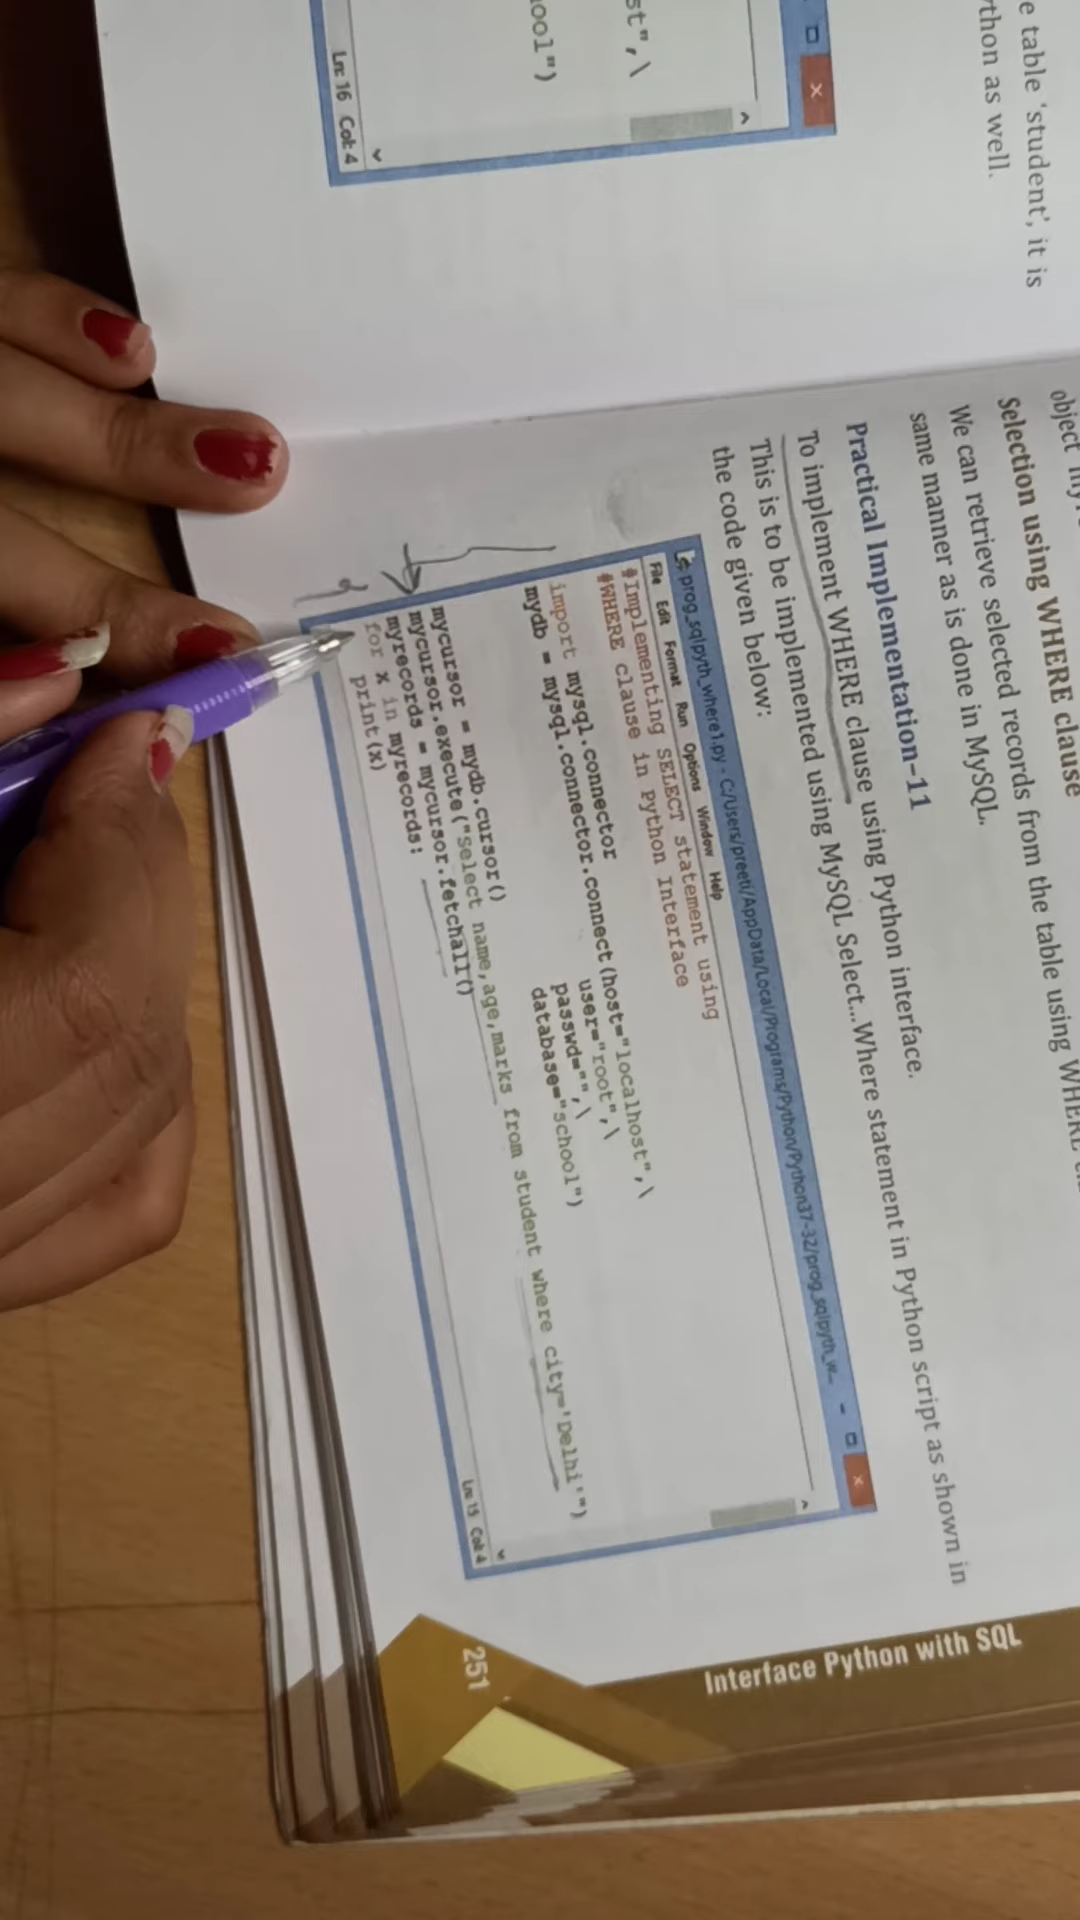 e table 'student', it is
thon as well.
st",\
ool")
Ln: 16 Col: 4
object
Selection using WHERE clause
We can retrieve selected records from the table using WHERE
same manner as is done in MySQL.
Practical Implementation-11
To implement WHERE clause using Python interface.
This is to be implemented using MySQL Select...Where statement in Python script as shown in
the code given below:
prog_sqlpyth_where1.py - C:/Users/preeti/AppData/Local/Programs/Python/Python37-32/prog_sqlpyth_w...
File Edit Format Run Options Window Help
#Implementing SELECT statement using
#WHERE clause in Python Interface
import mysql.connector
mydb = mysql.connector.connect(host="localhost",\
user="root",\
passwd="",\
database="school")
mycursor = mydb.cursor()
mycursor.execute("Select name,age,marks from student where city='Delhi'")
myrecords = mycursor.fetchall()
for x in myrecords:
print(x)
Ln: 15 Col: 4
Interface Python with SQL
251